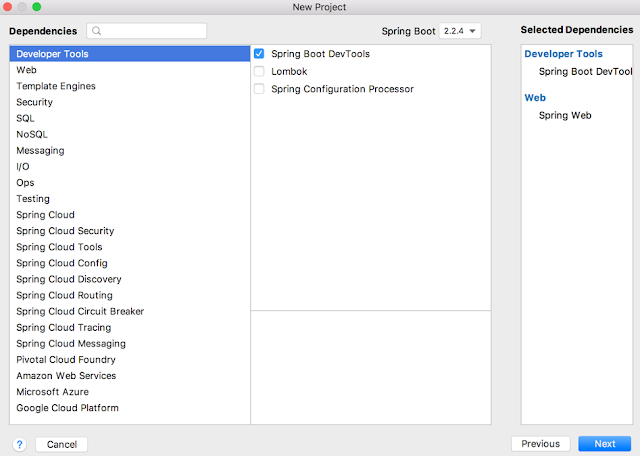 New Project
Dependencies
Spring Boot 2.2.4
Selected Dependencies
Developer Tools
Web
Template Engines
Security
SQL
NoSQL
Messaging
I/O
Ops
Testing
Spring Cloud
Spring Cloud Security
Spring Cloud Tools
Spring Cloud Config
Spring Cloud Discovery
Spring Cloud Routing
Spring Cloud Circuit Breaker
Spring Cloud Tracing
Spring Cloud Messaging
Pivotal Cloud Foundry
Amazon Web Services
Microsoft Azure
Google Cloud Platform
Spring Boot DevTools
Lombok
Spring Configuration Processor
Developer Tools
Spring Boot DevTool
Web
Spring Web
?
Cancel
Previous
Next